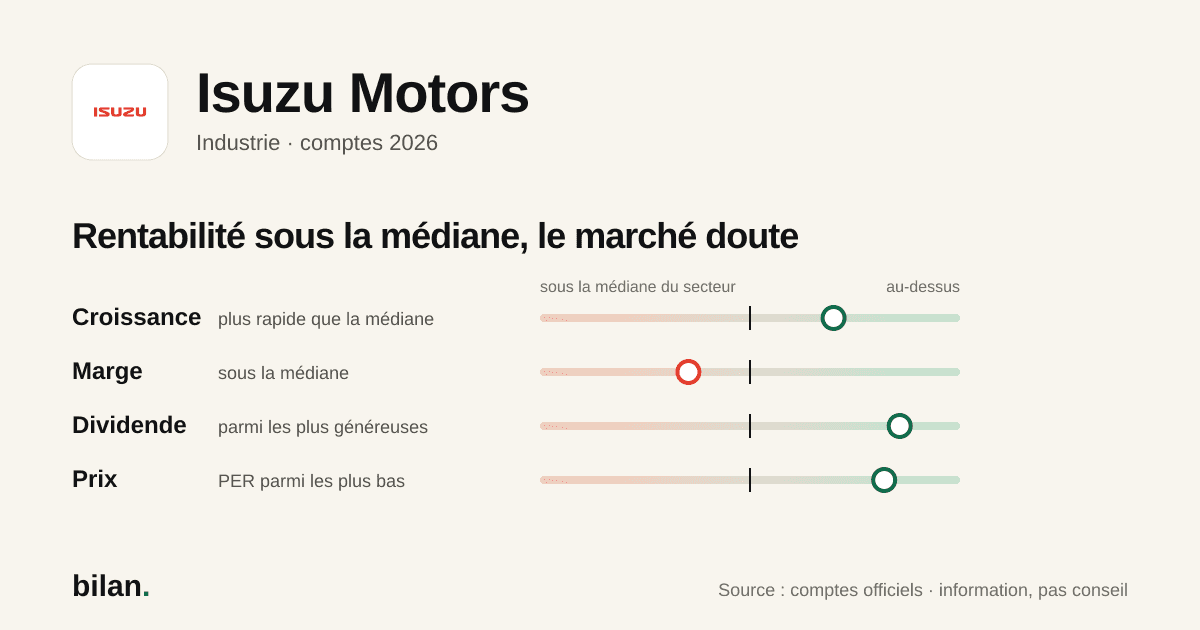 ISUZU
Isuzu Motors
Industrie · comptes 2026
Rentabilité sous la médiane, le marché doute
sous la médiane du secteur au-dessus
Croissance plus rapide que la médiane
Marge sous la médiane
Dividende parmi les plus généreuses
Prix PER parmi les plus bas
bilan.
Source : comptes officiels · information, pas conseil